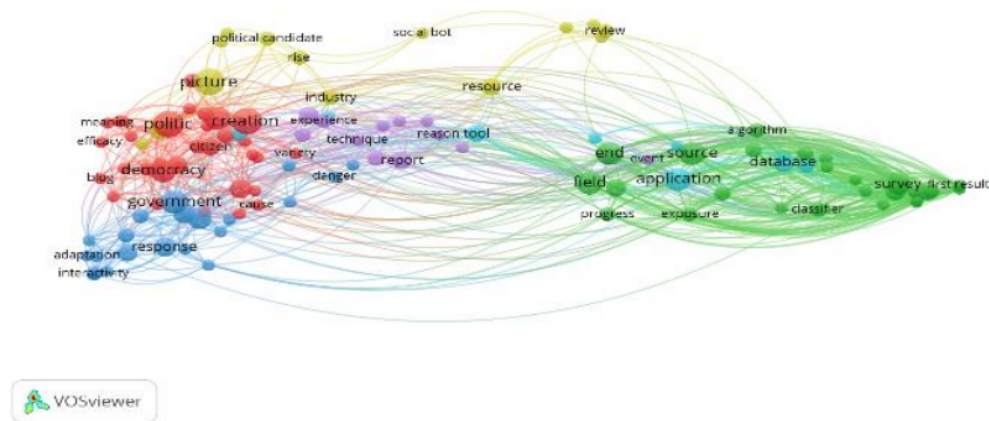 political candidate
social bot
review
rise
picture
industry
resource
meaning
politic
creation
experience
efficacy
citizen
technique
reason tool
algorithm
variety
report
end
event
source
database
blog
democracy
danger
field
application
survey
first result
government
cause
progress
exposure
classifier
response
adaptation
interactivity
VOSviewer